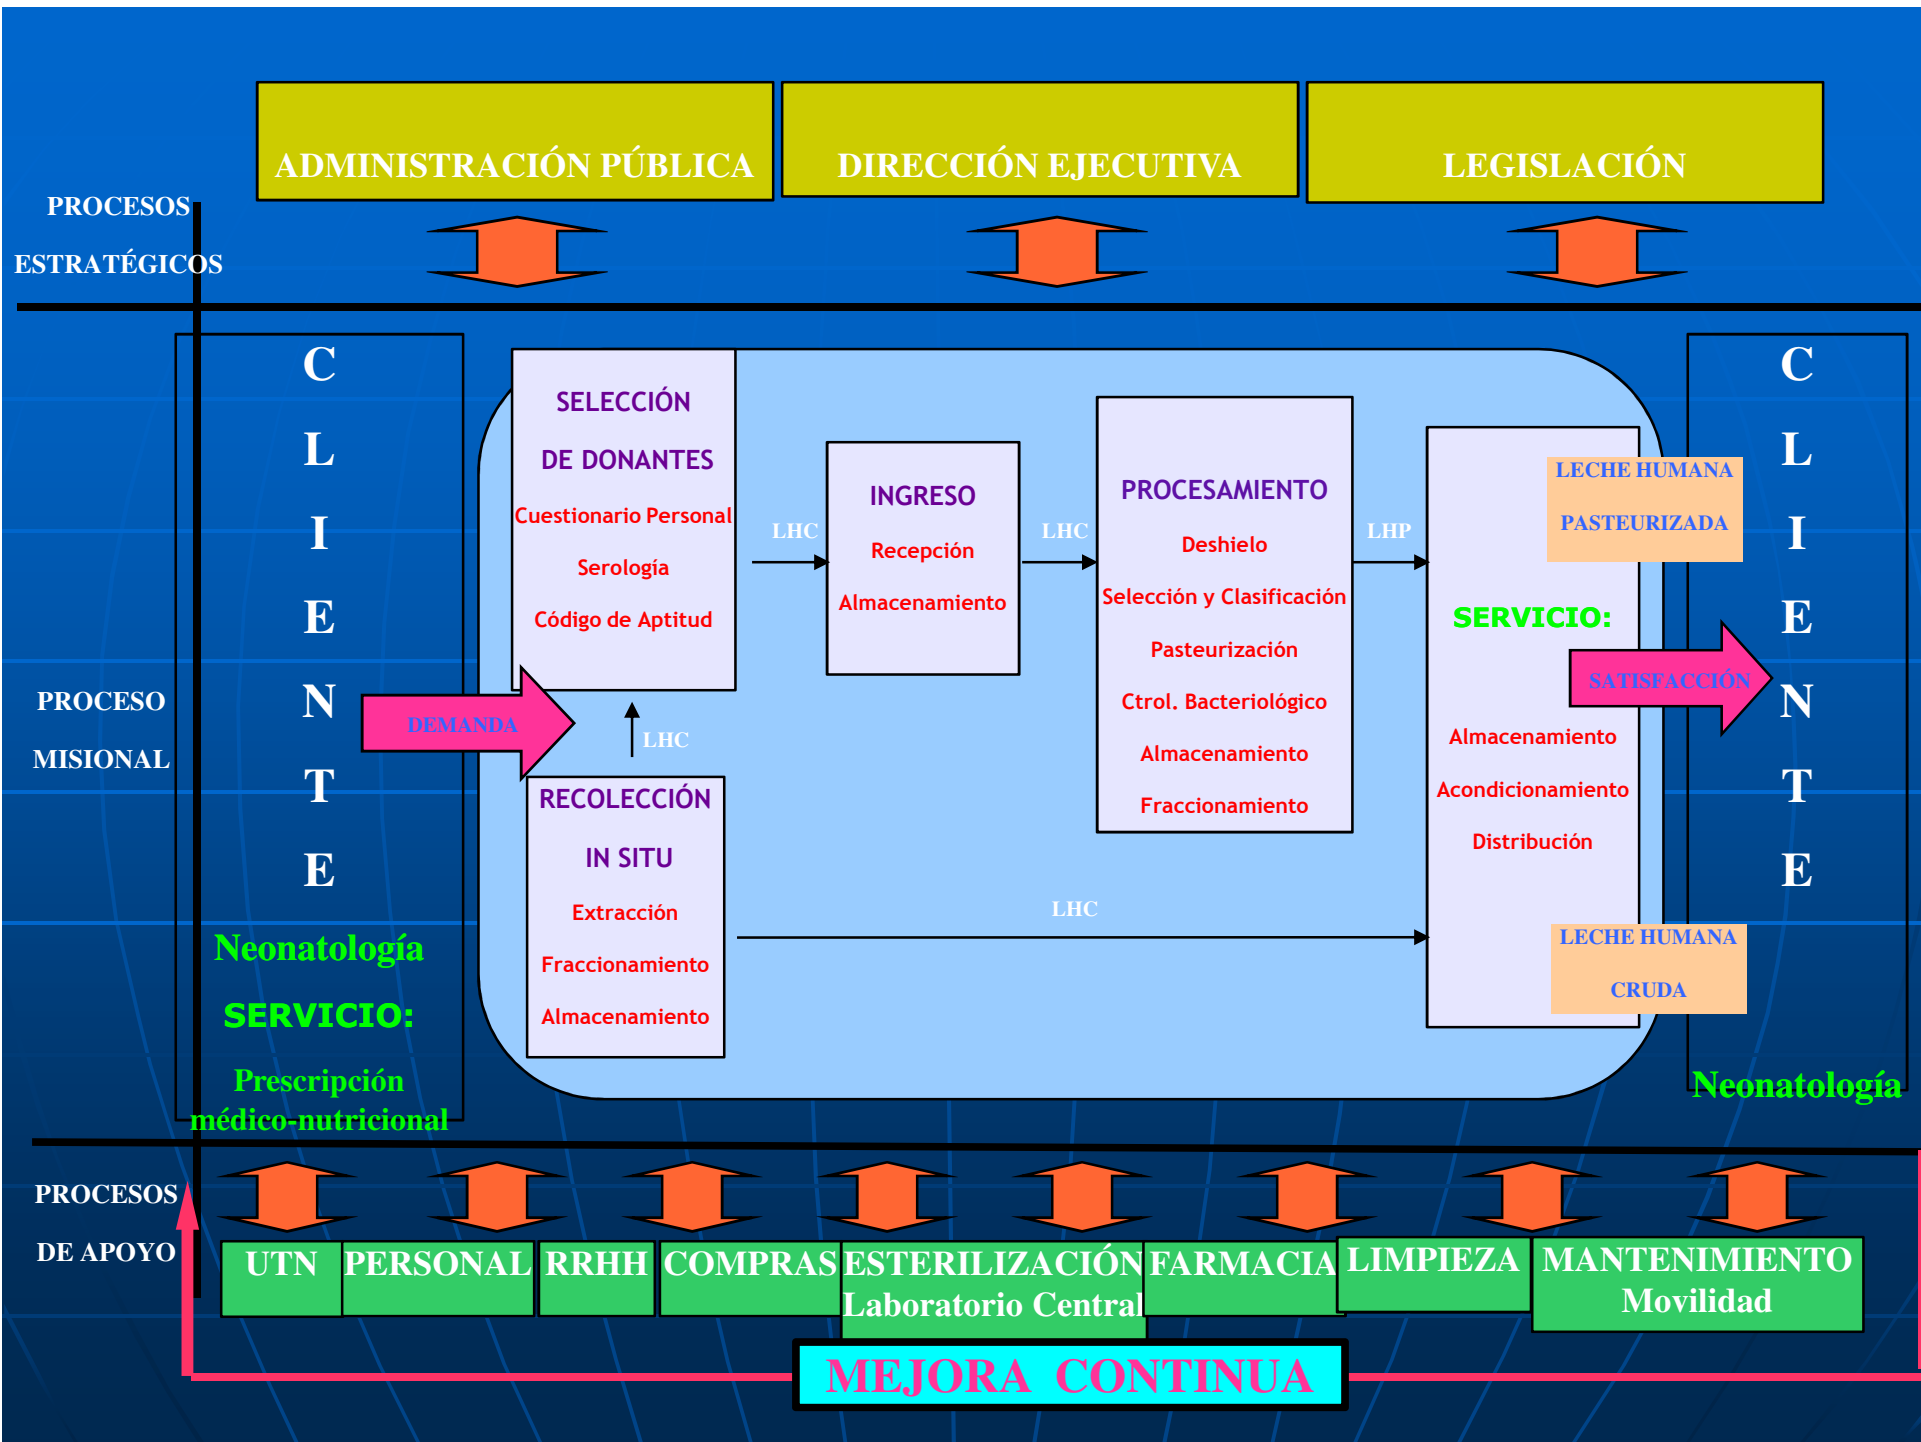 ADMINISTRACIÓN PÚBLICA
DIRECCIÓN EJECUTIVA
LEGISLACIÓN
PROCESOS
ESTRATÉGICOS
PROCESO
MISIONAL
C
L
I
E
N
T
E
Neonatología
SERVICIO:
Prescripción
médico-nutricional
DEMANDA
SELECCIÓN
DE DONANTES
Cuestionario Personal
Serología
Código de Aptitud
LHC
RECOLECCIÓN
IN SITU
Extracción
Fraccionamiento
Almacenamiento
LHC
INGRESO
Recepción
Almacenamiento
LHC
PROCESAMIENTO
Deshielo
Selección y Clasificación
Pasteurización
Ctrol. Bacteriológico
Almacenamiento
Fraccionamiento
LHP
LHC
LECHE HUMANA
PASTEURIZADA
SERVICIO:
SATISFACCIÓN
Almacenamiento
Acondicionamiento
Distribución
LECHE HUMANA
CRUDA
C
L
I
E
N
T
E
Neonatología
PROCESOS
DE APOYO
UTN
PERSONAL
RRHH
COMPRAS
ESTERILIZACIÓN
Laboratorio Central
FARMACIA
LIMPIEZA
MANTENIMIENTO
Movilidad
MEJORA CONTINUA